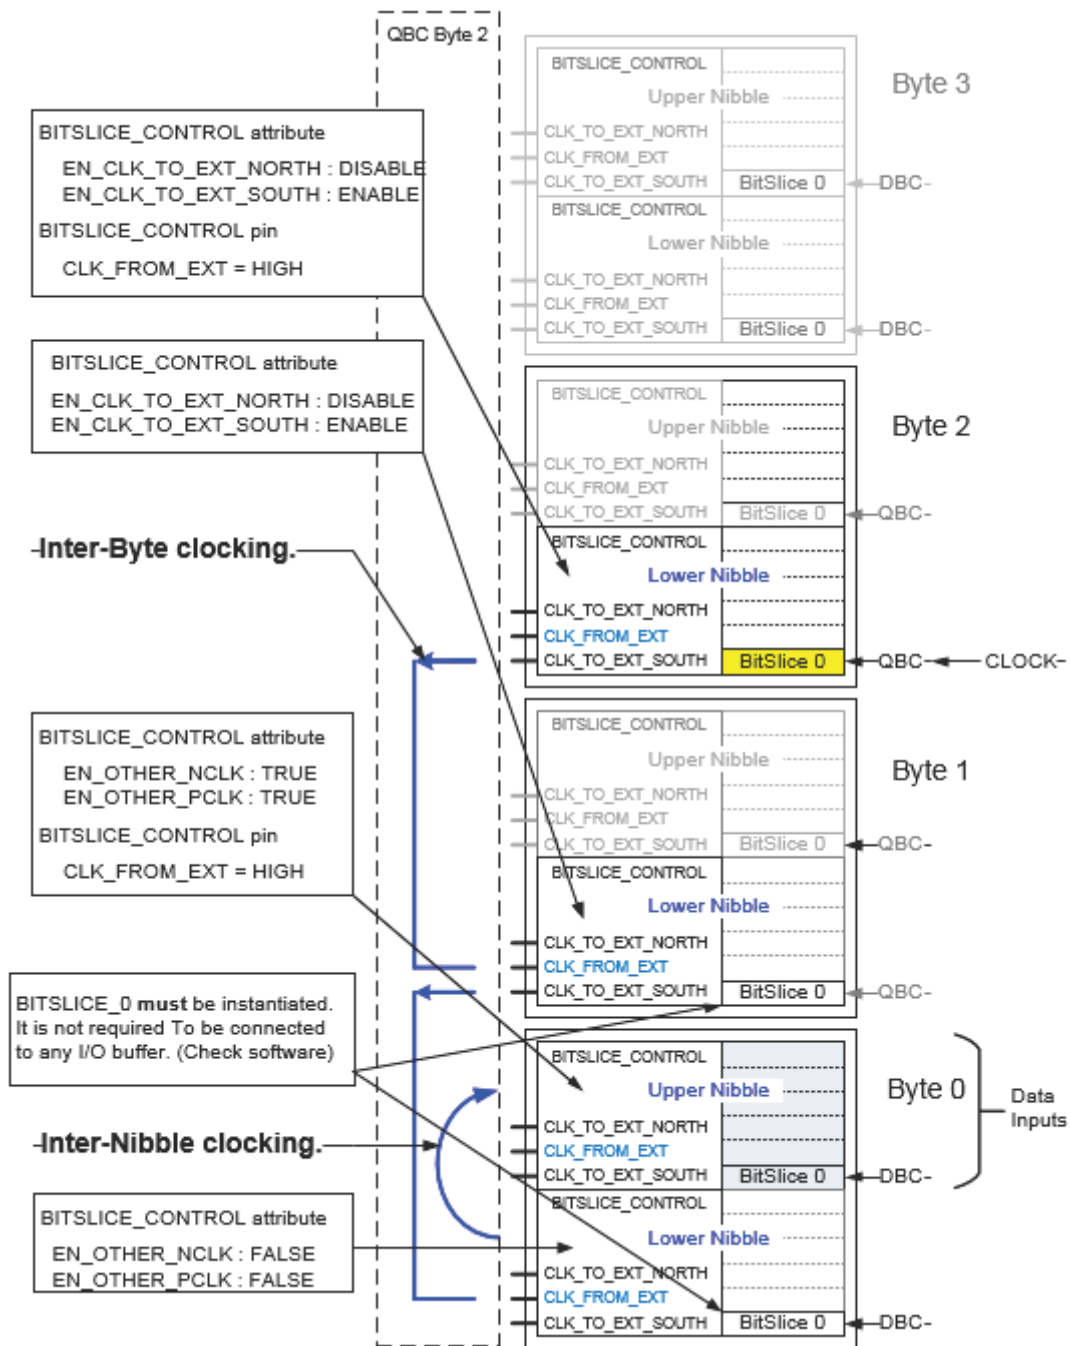 QBC Byte 2
BITSLICE_CONTROL attribute
EN_CLK_TO_EXT_NORTH : DISABLE
EN_CLK_TO_EXT_SOUTH : ENABLE
BITSLICE_CONTROL pin
CLK_FROM_EXT = HIGH
BITSLICE_CONTROL attribute
EN_CLK_TO_EXT_NORTH : DISABLE
EN_CLK_TO_EXT_SOUTH : ENABLE
Inter-Byte clocking.
BITSLICE_CONTROL attribute
EN_OTHER_NCLK : TRUE
EN_OTHER_PCLK : TRUE
BITSLICE_CONTROL pin
CLK_FROM_EXT = HIGH
BITSLICE_0 must be instantiated.
It is not required To be connected
to any I/O buffer. (Check software)
Inter-Nibble clocking.
BITSLICE_CONTROL attribute
EN_OTHER_NCLK : FALSE
EN_OTHER_PCLK : FALSE
BITSLICE_CONTROL
Upper Nibble
Byte 3
CLK_TO_EXT_NORTH
CLK_FROM_EXT
CLK_TO_EXT_SOUTH BitSlice 0 DBC
BITSLICE_CONTROL
Lower Nibble
CLK_TO_EXT_NORTH
CLK_FROM_EXT
CLK_TO_EXT_SOUTH BitSlice 0 DBC
BITSLICE_CONTROL
Upper Nibble
Byte 2
CLK_TO_EXT_NORTH
CLK_FROM_EXT
CLK_TO_EXT_SOUTH BitSlice 0 QBC
BITSLICE_CONTROL
Lower Nibble
CLK_TO_EXT_NORTH
CLK_FROM_EXT
CLK_TO_EXT_SOUTH BitSlice 0 QBC CLOCK
BITSLICE_CONTROL
Upper Nibble
Byte 1
CLK_TO_EXT_NORTH
CLK_FROM_EXT
CLK_TO_EXT_SOUTH BitSlice 0 QBC
BITSLICE_CONTROL
Lower Nibble
CLK_TO_EXT_NORTH
CLK_FROM_EXT
CLK_TO_EXT_SOUTH BitSlice 0 QBC
BITSLICE_CONTROL
Upper Nibble
Byte 0
Data
Inputs
CLK_TO_EXT_NORTH
CLK_FROM_EXT
CLK_TO_EXT_SOUTH BitSlice 0 DBC
BITSLICE_CONTROL
Lower Nibble
CLK_TO_EXT_NORTH
CLK_FROM_EXT
CLK_TO_EXT_SOUTH BitSlice 0 DBC